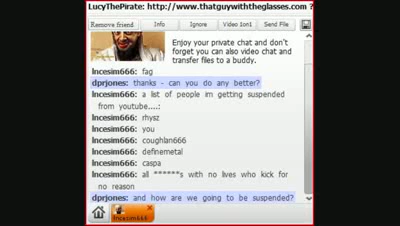 LucyThePirate: http://www.thatguywiththeglasses.com ?
Remove friend
Info
Ignore
Video 1on1
Send File
Enjoy your private chat and don't
forget you can also video chat and
transfer files to a buddy.
lncesim666: fag
dprjones: thanks - can you do any better?
lncesim666: a list of people im getting suspended
from youtube....:
lncesim666: rhysz
lncesim666: you
lncesim666: coughlan666
lncesim666: definemetal
lncesim666: caspa
lncesim666: all ******s with no lives who kick for
no reason
dprjones: and how are we going to be suspended?
lncesim666